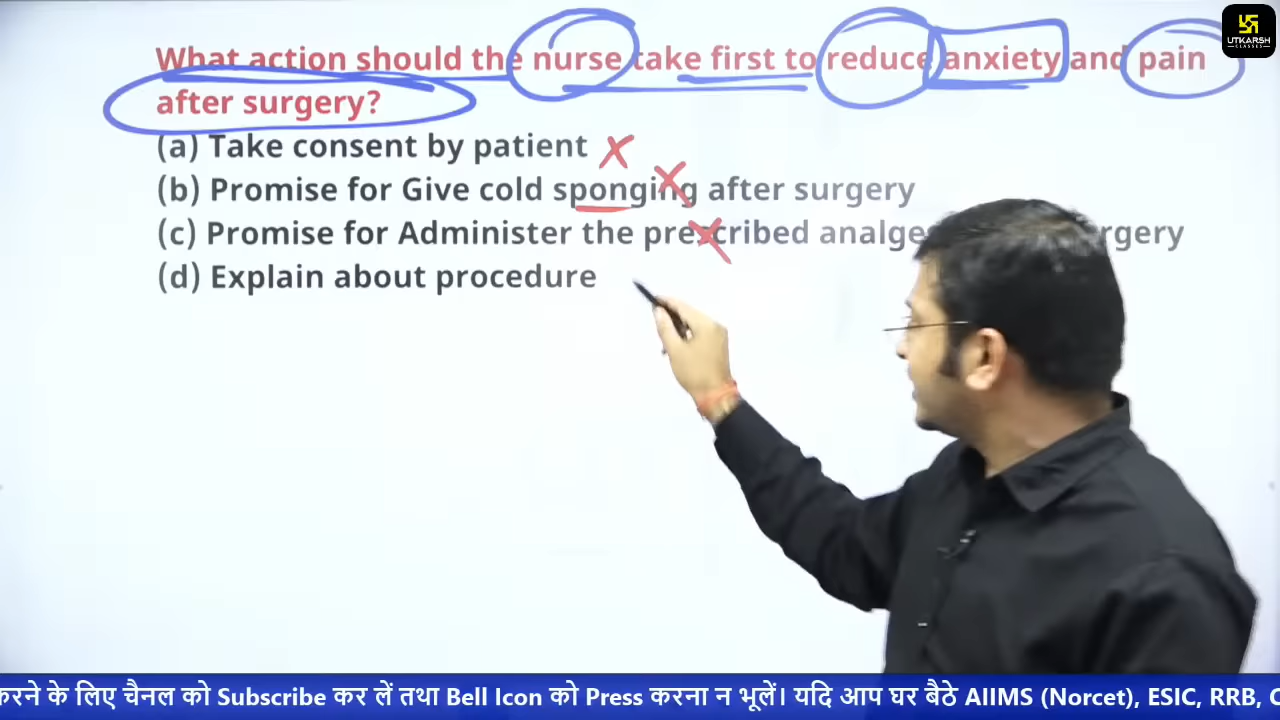 What action should the nurse take first to reduce anxiety and pain
after surgery?
(a) Take consent by patient
(b) Promise for Give cold sponging after surgery
(c) Promise for Administer the prescribed
(d) Explain about procedure
UTKARSH
CLASSES
करने के लिए चैनल को Subscribe कर लें तथा Bell Icon को Press करना न भूलें। यदि आप घर बैठे AIIMS (Norcet), ESIC, RRB,